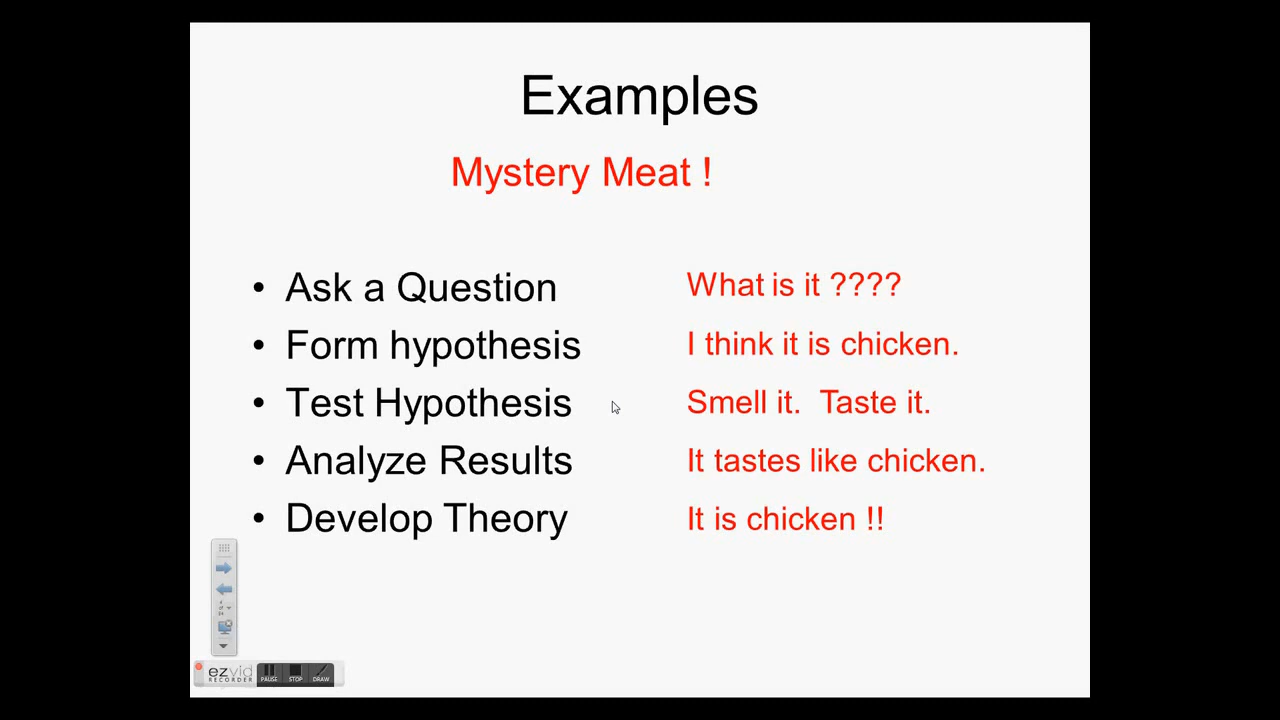 Examples
Mystery Meat !
• Ask a Question What is it ????
• Form hypothesis I think it is chicken.
• Test Hypothesis Smell it. Taste it.
• Analyze Results It tastes like chicken.
• Develop Theory It is chicken !!
ezvid
RECORDER
PAUSE STOP DRAW